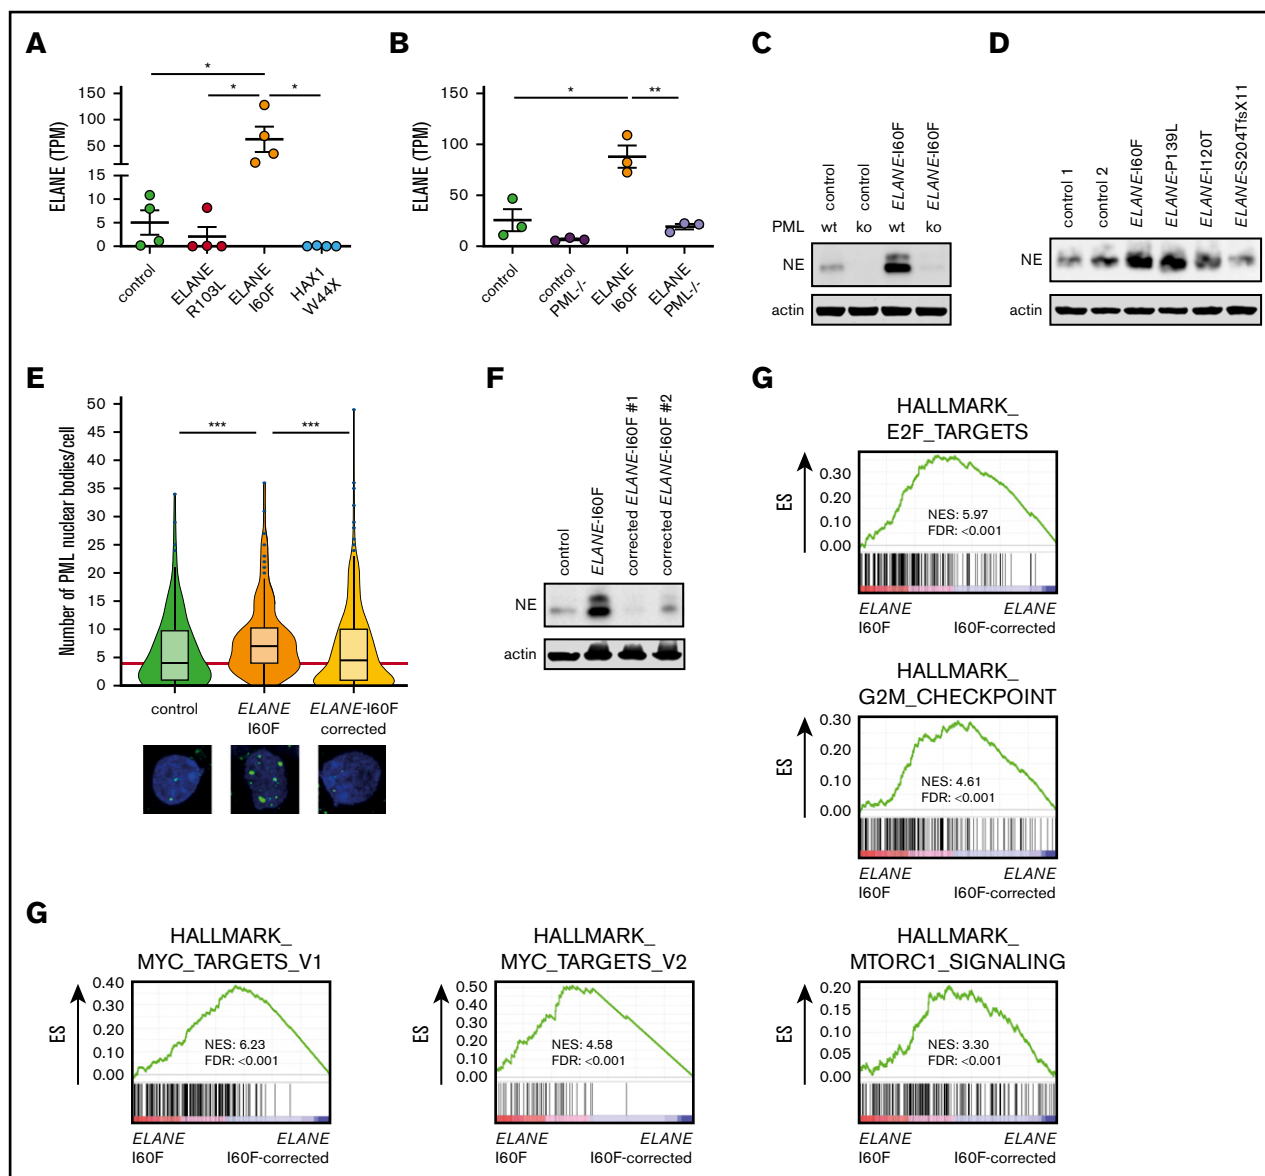 A
ELANE (TPM)
150
100
50
15
10
5
0
*
* *
control
ELANE
R103L
ELANE
I60F
HAX1
W44X
B
ELANE (TPM)
150
100
50
0
* **
control
control
PML-/-
ELANE
I60F
ELANE
PML-/-
C
control
control
ELANE-I60F
ELANE-I60F
PML wt ko wt ko
NE
actin
D
control 1
control 2
ELANE-I60F
ELANE-P139L
ELANE-I120T
ELANE-S204TfsX11
NE
actin
E
Number of PML nuclear bodies/cell
50
45
40
35
30
25
20
15
10
5
0
*** ***
control
ELANE
I60F
ELANE-I60F
corrected
F
control
ELANE-I60F
corrected ELANE-I60F #1
corrected ELANE-I60F #2
NE
actin
G
HALLMARK_
E2F_TARGETS
ES
0.30
0.20
0.10
0.00
NES: 5.97
FDR: <0.001
ELANE ELANE
I60F I60F-corrected
HALLMARK_
G2M_CHECKPOINT
ES
0.30
0.20
0.10
0.00
NES: 4.61
FDR: <0.001
ELANE ELANE
I60F I60F-corrected
G
HALLMARK_
MYC_TARGETS_V1
ES
0.40
0.30
0.20
0.10
0.00
NES: 6.23
FDR: <0.001
ELANE ELANE
I60F I60F-corrected
HALLMARK_
MYC_TARGETS_V2
ES
0.50
0.40
0.30
0.20
0.10
0.00
NES: 4.58
FDR: <0.001
ELANE ELANE
I60F I60F-corrected
HALLMARK_
MTORC1_SIGNALING
ES
0.20
0.15
0.10
0.05
0.00
NES: 3.30
FDR: <0.001
ELANE ELANE
I60F I60F-corrected